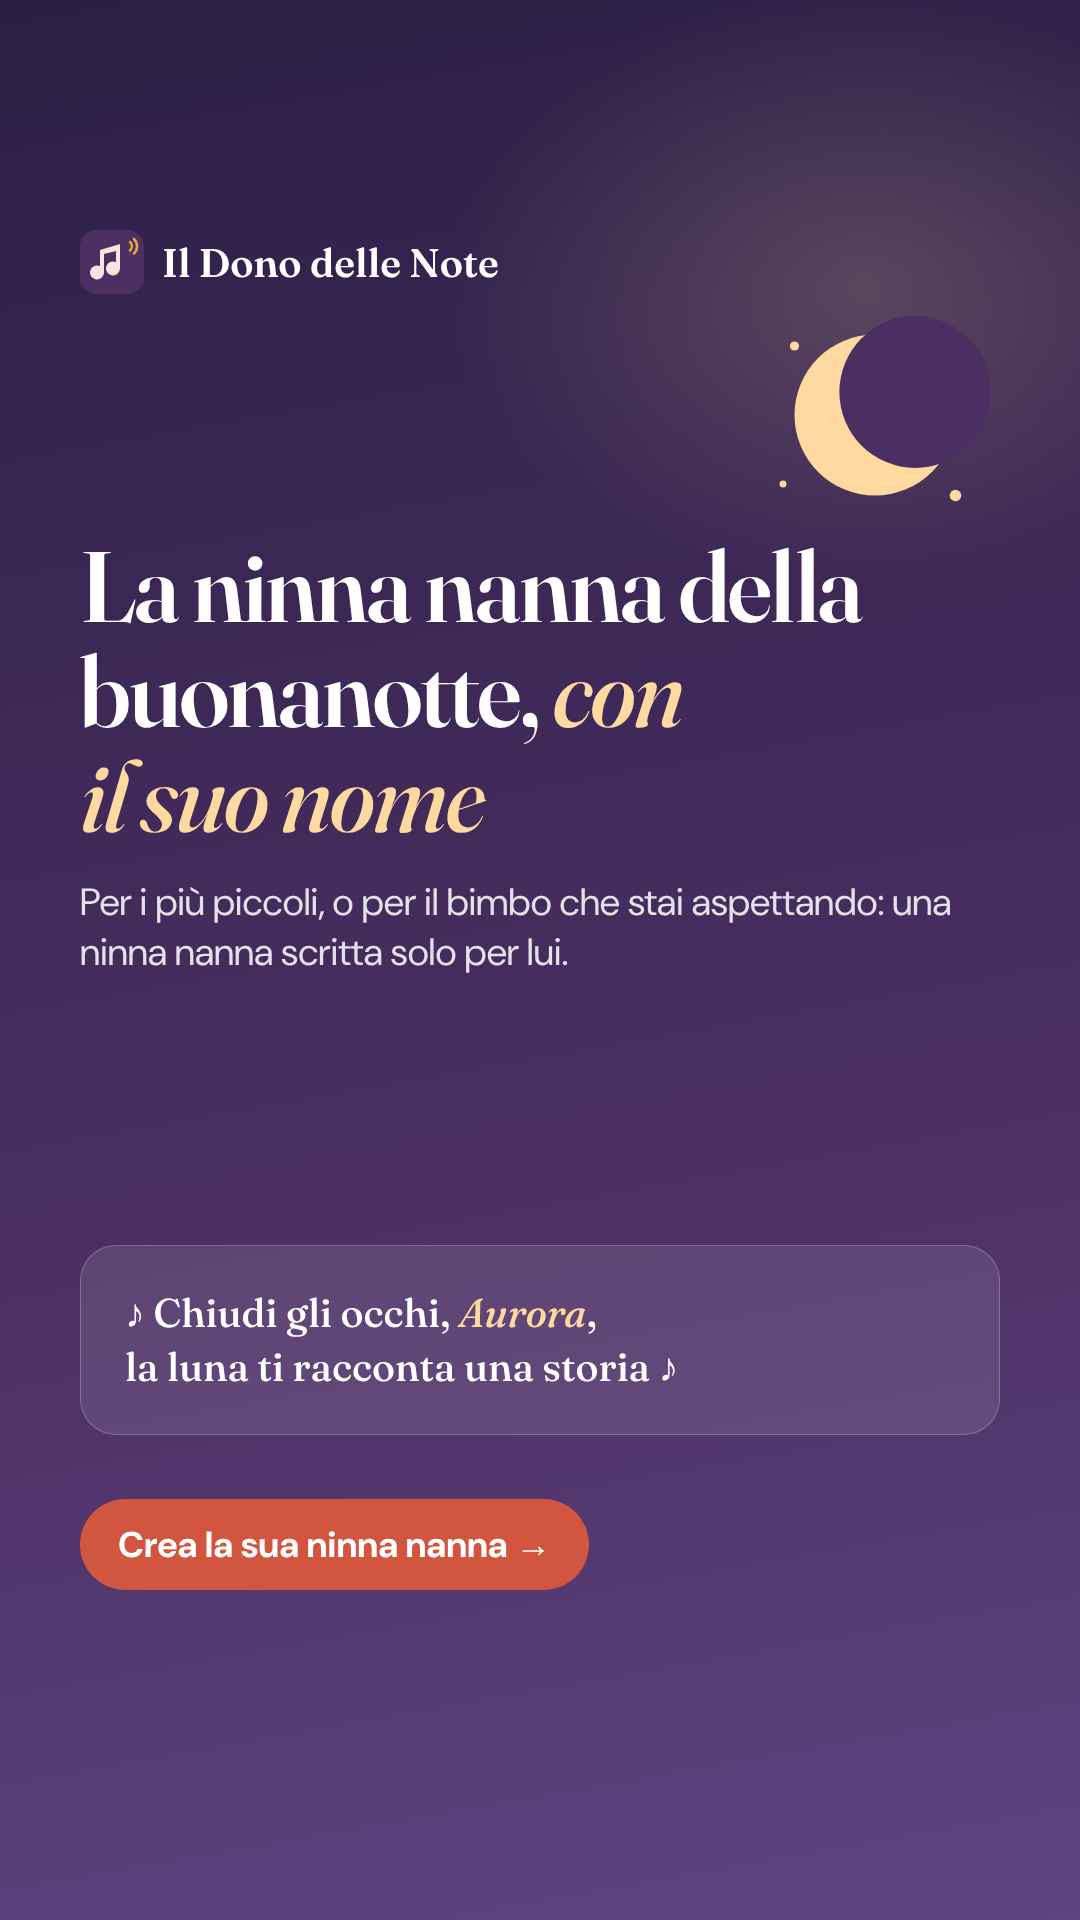 Il Dono delle Note
La ninna nanna della
buonanotte, con
il suo nome
Per i più piccoli, o per il bimbo che stai aspettando: una
ninna nanna scritta solo per lui.
♪ Chiudi gli occhi, Aurora,
la luna ti racconta una storia ♪
Crea la sua ninna nanna →